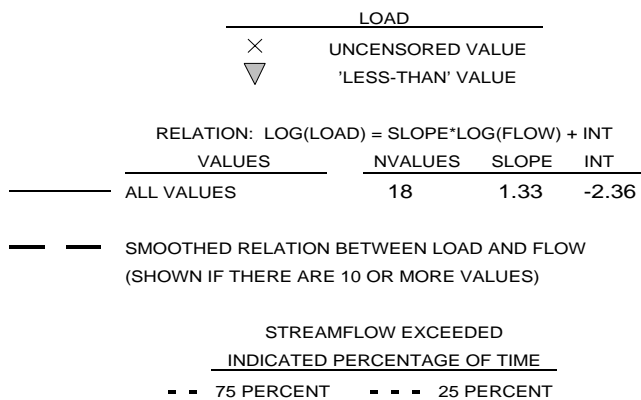 LOAD
UNCENSORED VALUE
'LESS-THAN' VALUE
RELATION: LOG(LOAD) = SLOPE*LOG(FLOW) + INT
VALUES NVALUES SLOPE INT
ALL VALUES 18 1.33 -2.36
SMOOTHED RELATION BETWEEN LOAD AND FLOW
(SHOWN IF THERE ARE 10 OR MORE VALUES)
STREAMFLOW EXCEEDED
INDICATED PERCENTAGE OF TIME
75 PERCENT 25 PERCENT